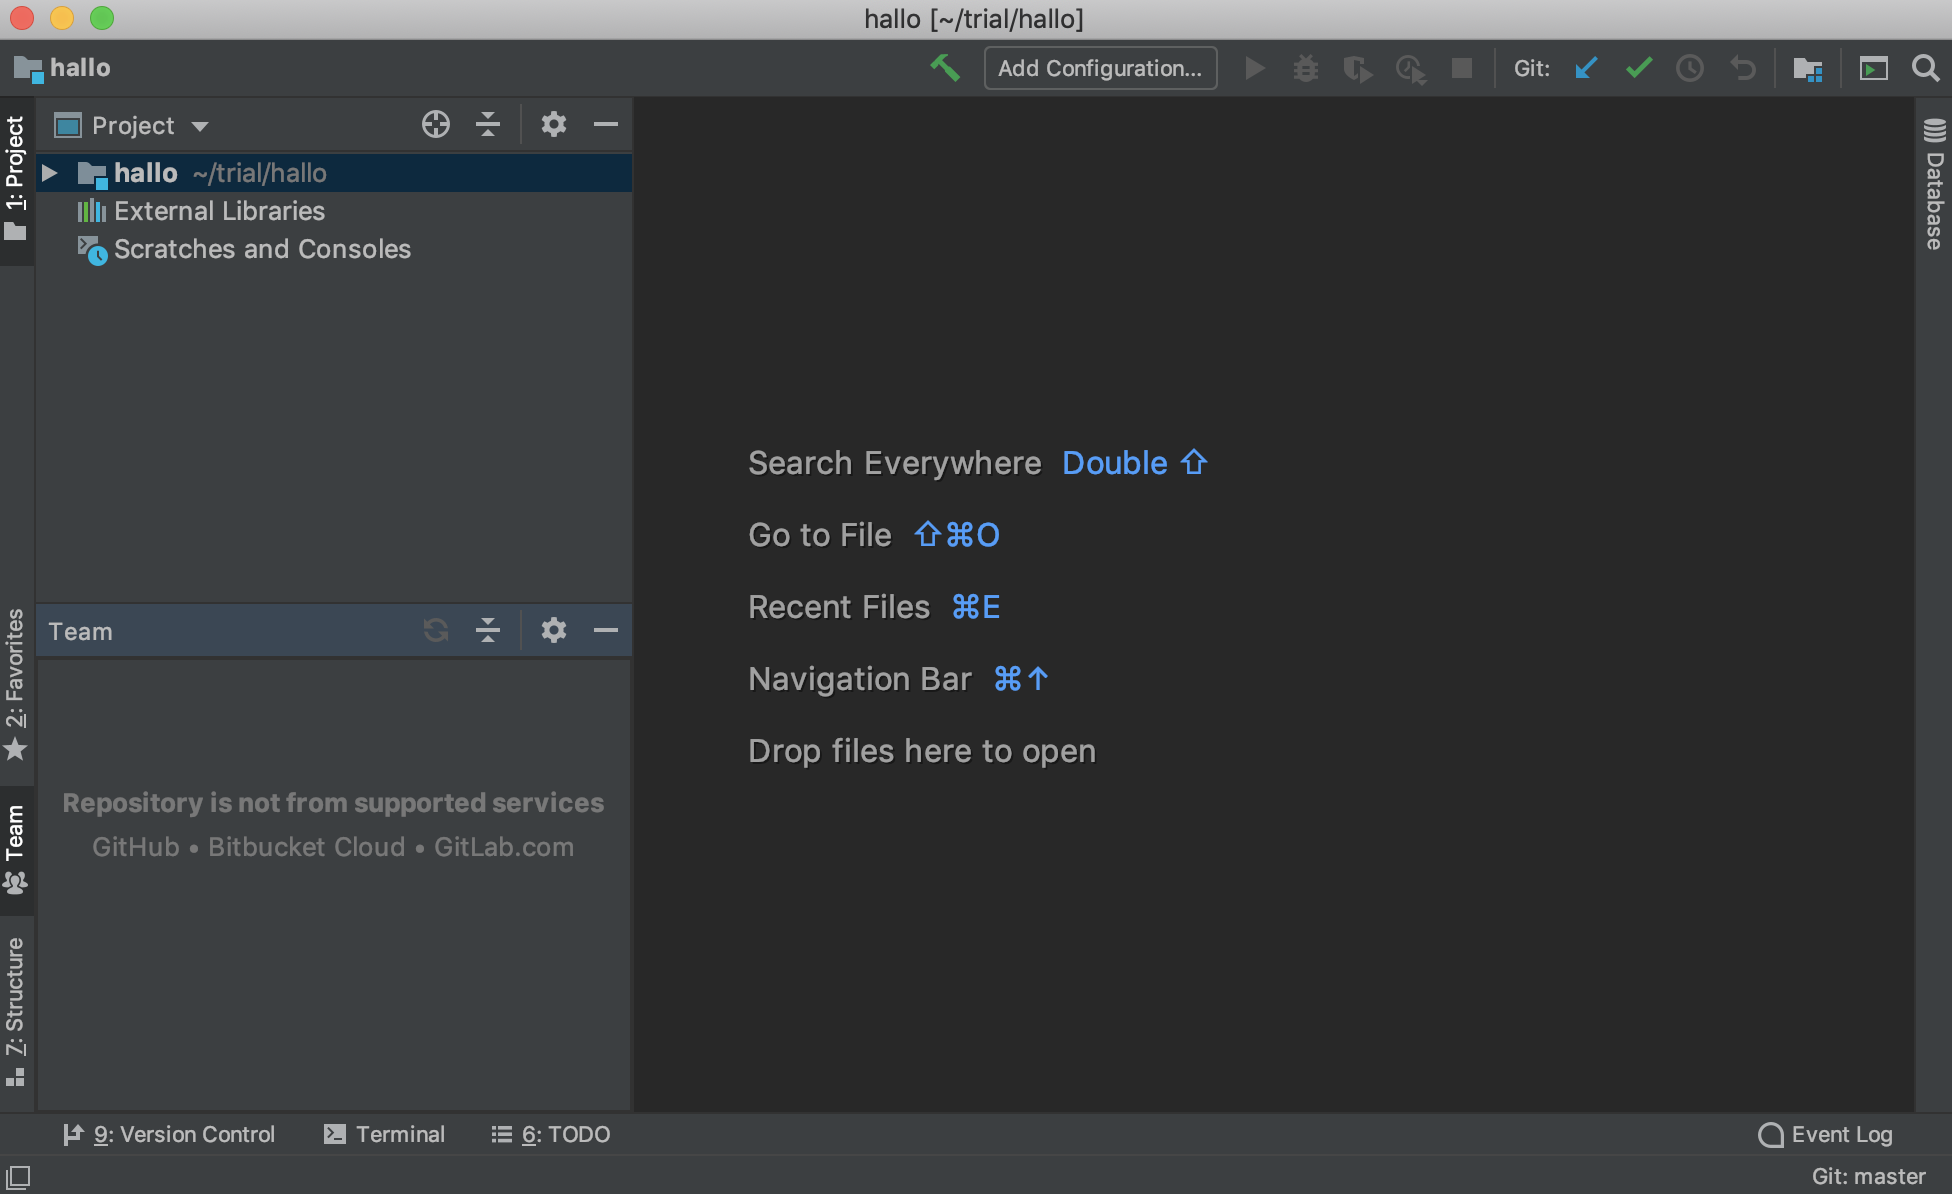 hallo [~/trial/hallo]
hallo
Add Configuration...
Git:
1: Project
Project
hallo ~/trial/hallo
External Libraries
Scratches and Consoles
Database
Search Everywhere Double ⇧
Go to File ⇧⌘O
Recent Files ⌘E
Navigation Bar ⌘↑
Drop files here to open
2: Favorites
Team
Team
Repository is not from supported services
GitHub • Bitbucket Cloud • GitLab.com
7: Structure
9: Version Control
Terminal
6: TODO
Event Log
Git: master